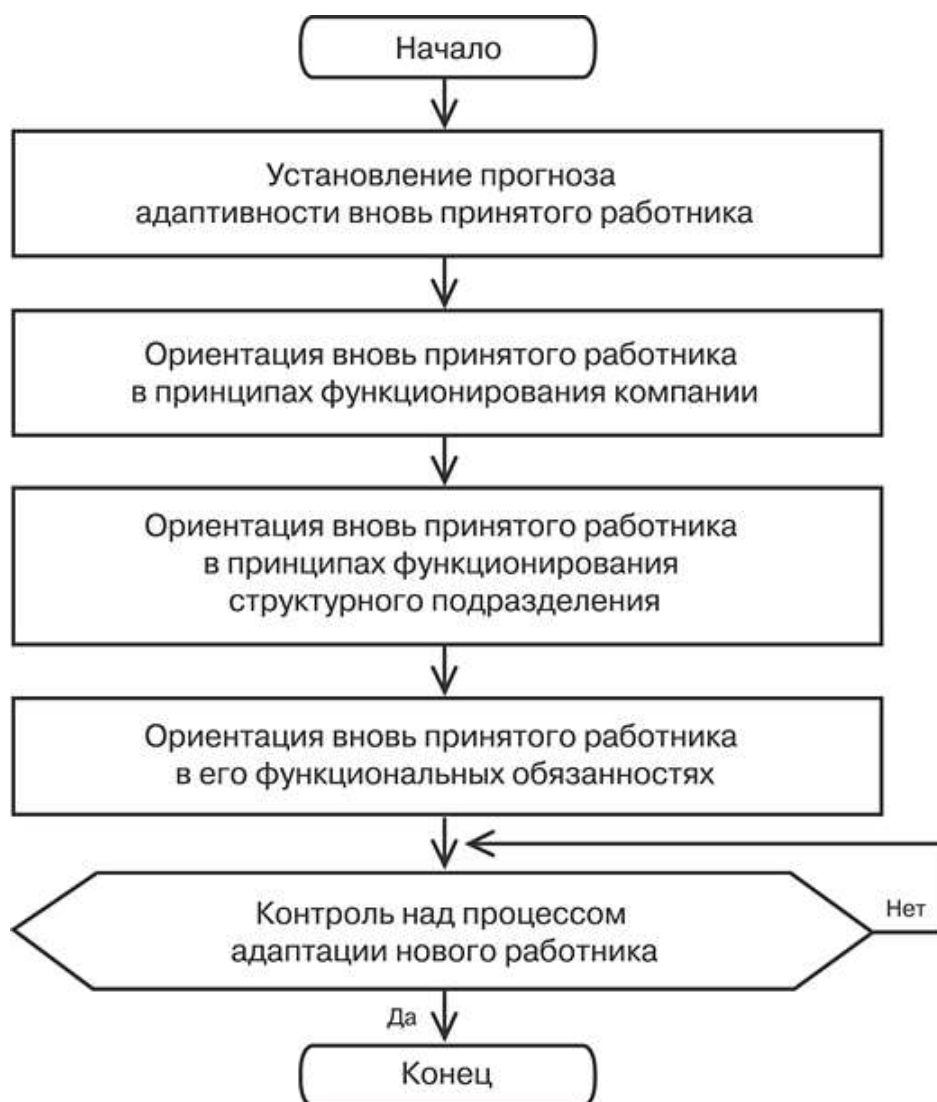 Начало
Установление прогноза
адаптивности вновь принятого работника
Ориентация вновь принятого работника
в принципах функционирования компании
Ориентация вновь принятого работника
в принципах функционирования
структурного подразделения
Ориентация вновь принятого работника
в его функциональных обязанностях
Контроль над процессом
адаптации нового работника
Нет
Да
Конец